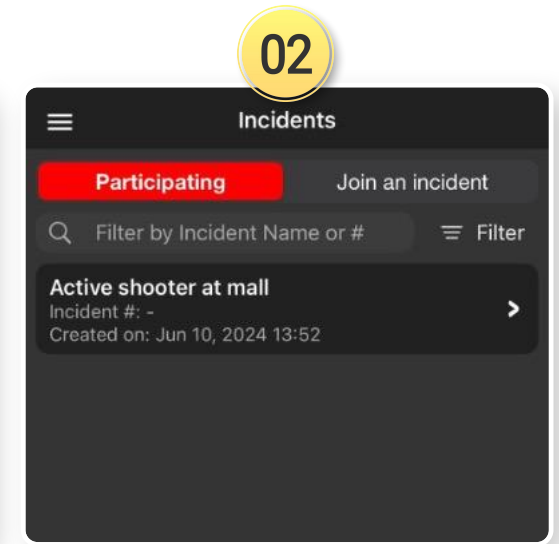 02
Incidents
Participating
Join an incident
Filter by Incident Name or #
Filter
Active shooter at mall
Incident #: -
Created on: Jun 10, 2024 13:52